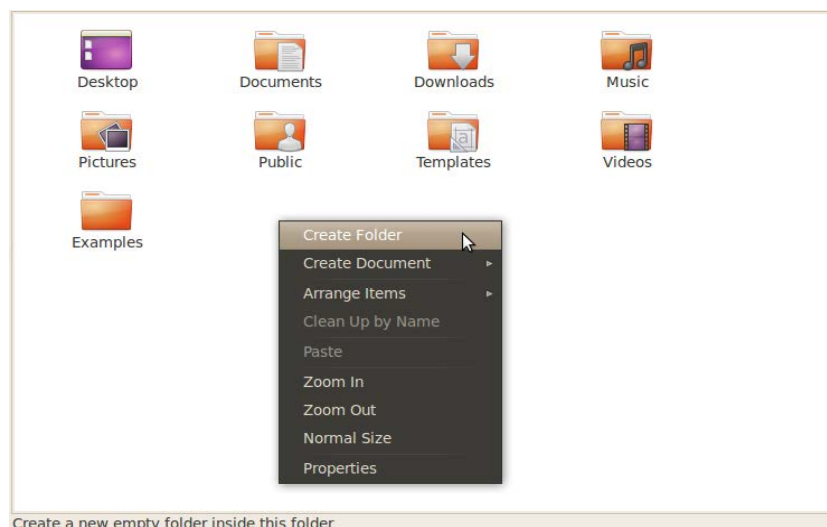 Desktop
Documents
Downloads
Music
Pictures
Public
Templates
Videos
Examples
Create Folder
Create Document
Arrange Items
Clean Up by Name
Paste
Zoom In
Zoom Out
Normal Size
Properties
Create a new empty folder inside this folder